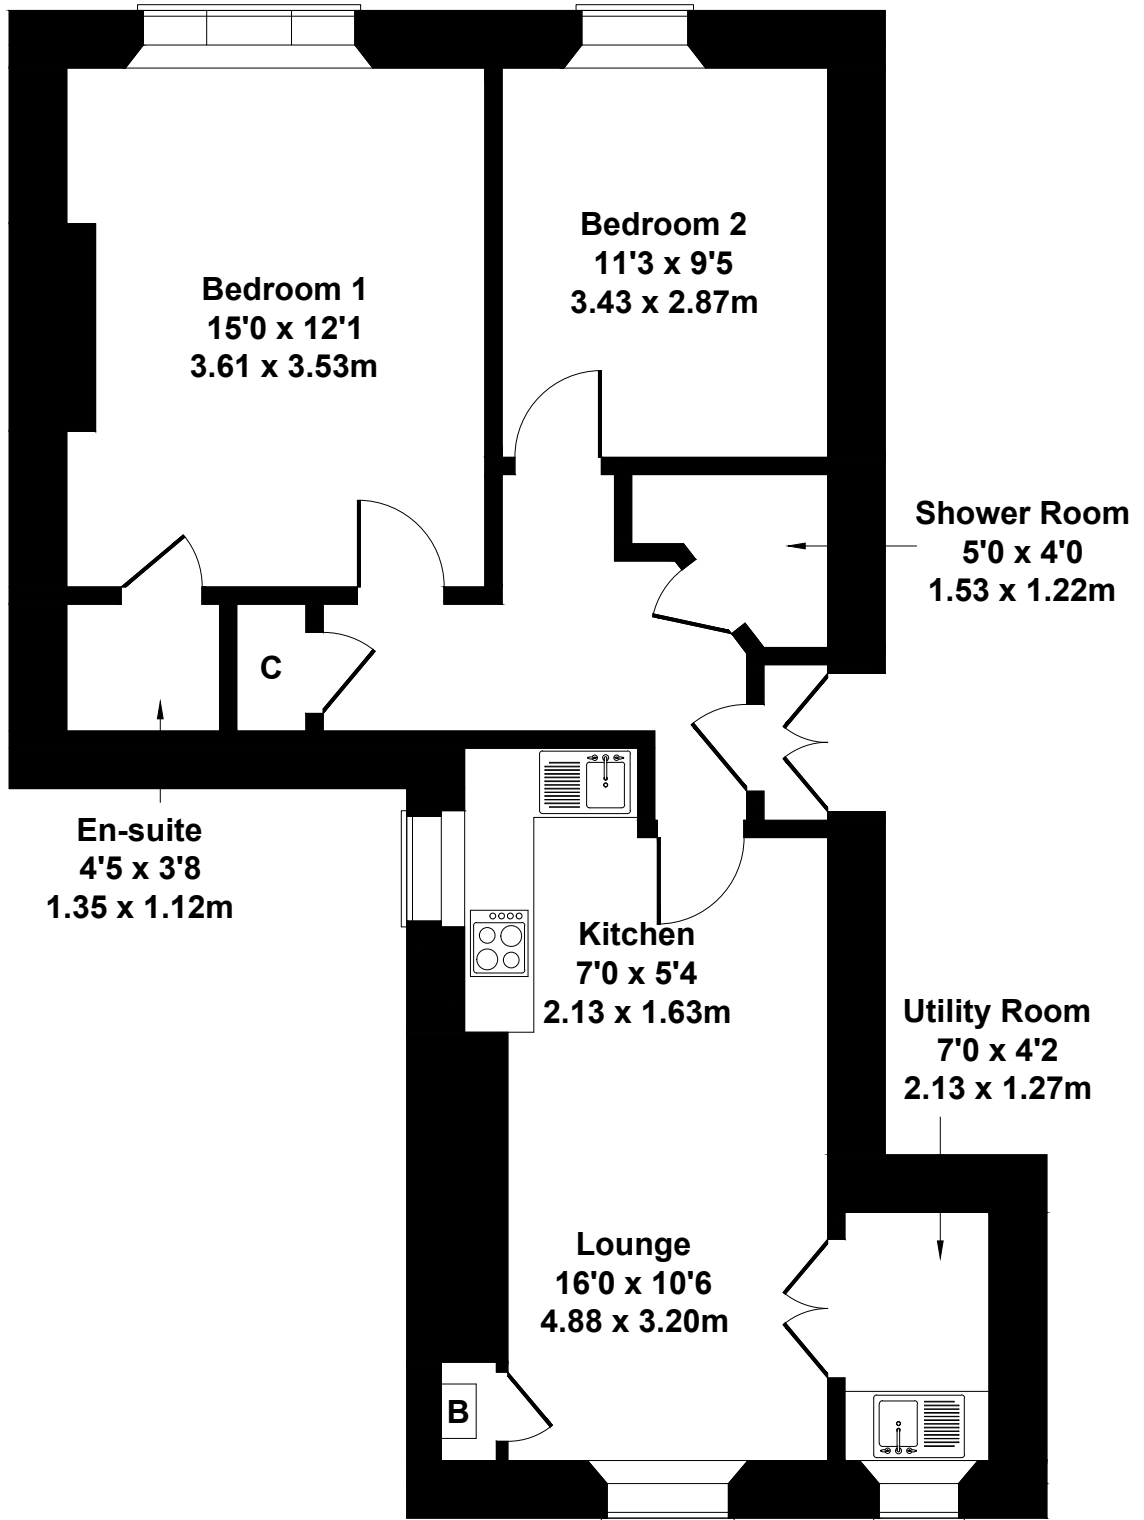 Bedroom 1
15'0 x 12'1
3.61 x 3.53m
Bedroom 2
11'3 x 9'5
3.43 x 2.87m
Shower Room
5'0 x 4'0
1.53 x 1.22m
C
En-suite
4'5 x 3'8
1.35 x 1.12m
Kitchen
7'0 x 5'4
2.13 x 1.63m
Utility Room
7'0 x 4'2
2.13 x 1.27m
Lounge
16'0 x 10'6
4.88 x 3.20m
B